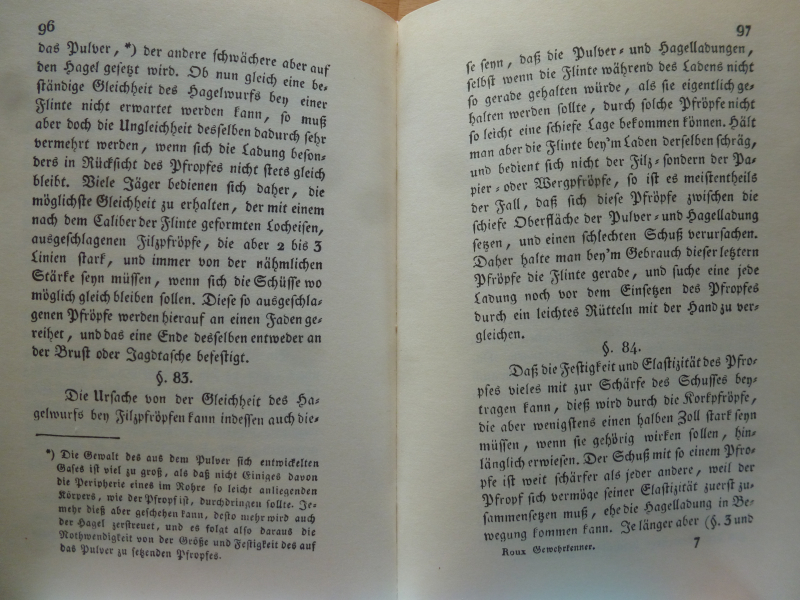 96
das Pulver, *) der andere schwächere aber auf
den Hagel gesetzt wird. Ob nun gleich eine be-
ständige Gleichheit des Hagelwurfs bey einer
Flinte nicht erwartet werden kann, so muß
aber doch die Ungleichheit desselben dadurch sehr
vermehrt werden, wenn sich die Ladung beson-
ders in Rücksicht des Pfropfes nicht stets gleich
bleibt. Viele Jäger bedienen sich daher, die
möglichste Gleichheit zu erhalten, der mit einem
nach dem Caliber der Flinte geformten Locheisen,
ausgeschlagenen Filzpfröpfe, die aber 2 bis 3
Linien stark, und immer von der nähmlichen
Stärke seyn müssen, wenn sich die Schüsse wo
möglich gleich bleiben sollen. Diese so ausgeschla-
genen Pfröpfe werden hierauf an einen Faden ge-
reihet, und das eine Ende desselben entweder an
der Brust oder Jagdtasche befestigt.
§. 83.
Die Ursache von der Gleichheit des Ha-
gelwurfs bey Filzpfröpfen kann indessen auch die-
*) Die Gewalt des aus dem Pulver sich entwickelten
Gases ist viel zu groß, als daß nicht Einiges davon
die Peripherie eines im Rohre so leicht anliegenden
Körpers, wie der Pfropf ist, durchdringen sollte. Je-
mehr dieß aber geschehen kann, desto mehr wird auch
der Hagel zerstreuet, und es folgt also daraus die
Nothwendigkeit von der Größe und Festigkeit des auf
das Pulver zu setzenden Pfropfes.
97
se seyn, daß die Pulver- und Hagelladungen,
selbst wenn die Flinte während des Ladens nicht
so gerade gehalten würde, als sie eigentlich ge-
halten werden sollte, durch solche Pfröpfe nicht
so leicht eine schiefe Lage bekommen können. Hält
man aber die Flinte bey'm Laden derselben schräg,
und bedient sich nicht der Filz- sondern der Pa-
pier- oder Wergpfröpfe, so ist es meistentheils
der Fall, daß sich diese Pfröpfe zwischen die
schiefe Oberfläche der Pulver- und Hagelladung
setzen, und einen schlechten Schuß verursachen.
Daher halte man bey'm Gebrauch dieser letztern
Pfröpfe die Flinte gerade, und suche eine jede
Ladung noch vor dem Einsetzen des Pfropfes
durch ein leichtes Rütteln mit der Hand zu ver-
gleichen.
§. 84.
Daß die Festigkeit und Elastizität des Pfro-
pfes vieles mit zur Schärfe des Schusses bey-
tragen kann, dieß wird durch die Korkpfröpfe,
die aber wenigstens einen halben Zoll stark seyn
müssen, wenn sie gehörig wirken sollen, hin-
länglich erwiesen. Der Schuß mit so einem Pfro-
pfe ist weit schärfer als jeder andere, weil der
Pfropf sich vermöge seiner Elastizität zuerst zu-
sammensetzen muß, ehe die Hagelladung in Be-
wegung kommen kann. Je länger aber (§. 3 und
Roux Gewehrkenner. 7